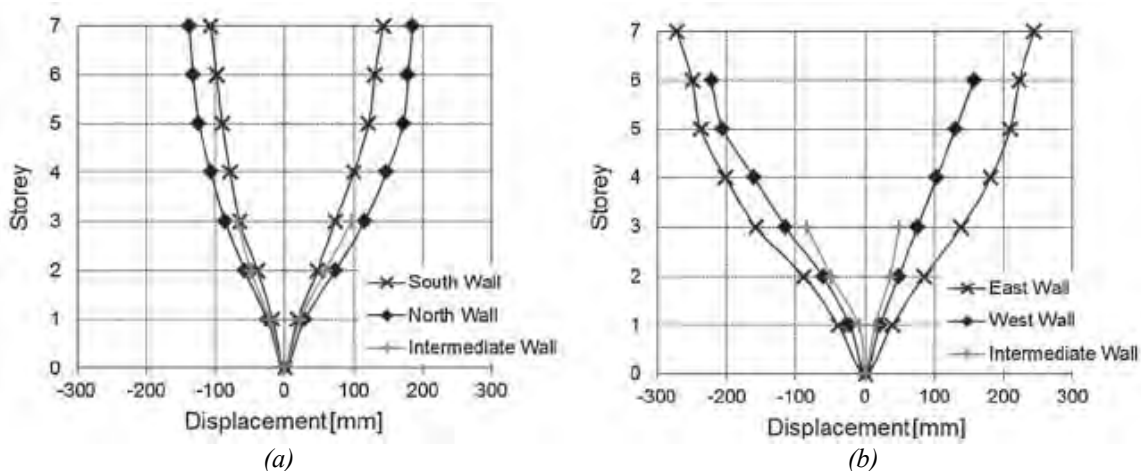 7
6
5
4
3
2
1
0
Storey
-300 -200 -100 0 100 200 300
Displacement[mm]
South Wall
North Wall
Intermediate Wall
(a)
7
6
5
4
3
2
1
0
Storey
-300 -200 -100 0 100 200 300
Displacement[mm]
East Wall
West Wall
Intermediate Wall
(b)